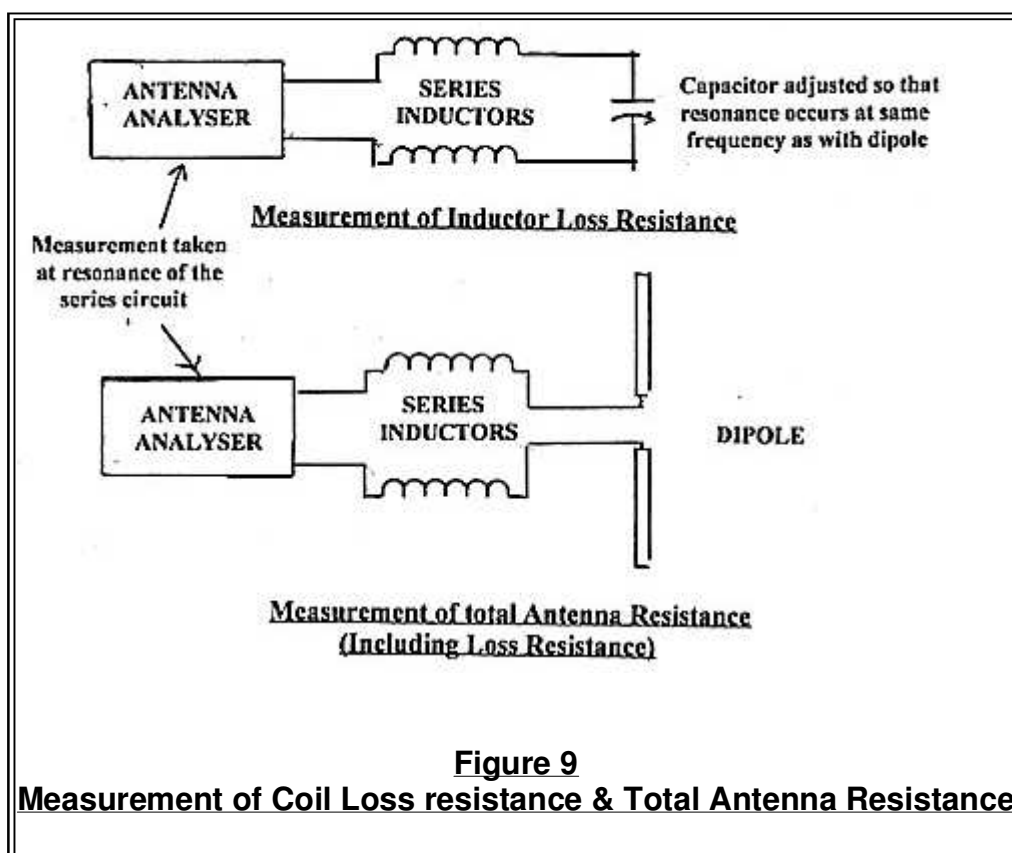 ANTENNA
ANALYSER
SERIES
INDUCTORS
Capacitor adjusted so that
resonance occurs at same
frequency as with dipole
Measurement of Inductor Loss Resistance
Measurement taken
at resonance of the
series circuit
ANTENNA
ANALYSER
SERIES
INDUCTORS
DIPOLE
Measurement of total Antenna Resistance
(Including Loss Resistance)
Figure 9
Measurement of Coil Loss resistance & Total Antenna Resistance